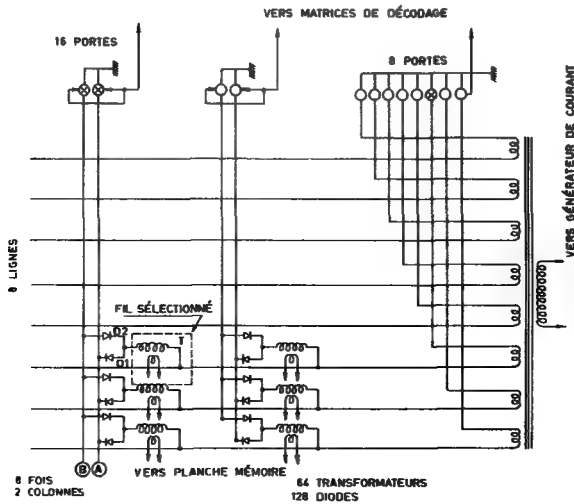 VERS MATRICES DE DÉCODAGE
16 PORTES
8 PORTES
VERS GÉNÉRATEUR DE COURANT
8 LIGNES
FIL SÉLECTIONNÉ
D2
T
D1
B A
VERS PLANCHE MÉMOIRE
8 FOIS
2 COLONNES
64 TRANSFORMATEURS
128 DIODES